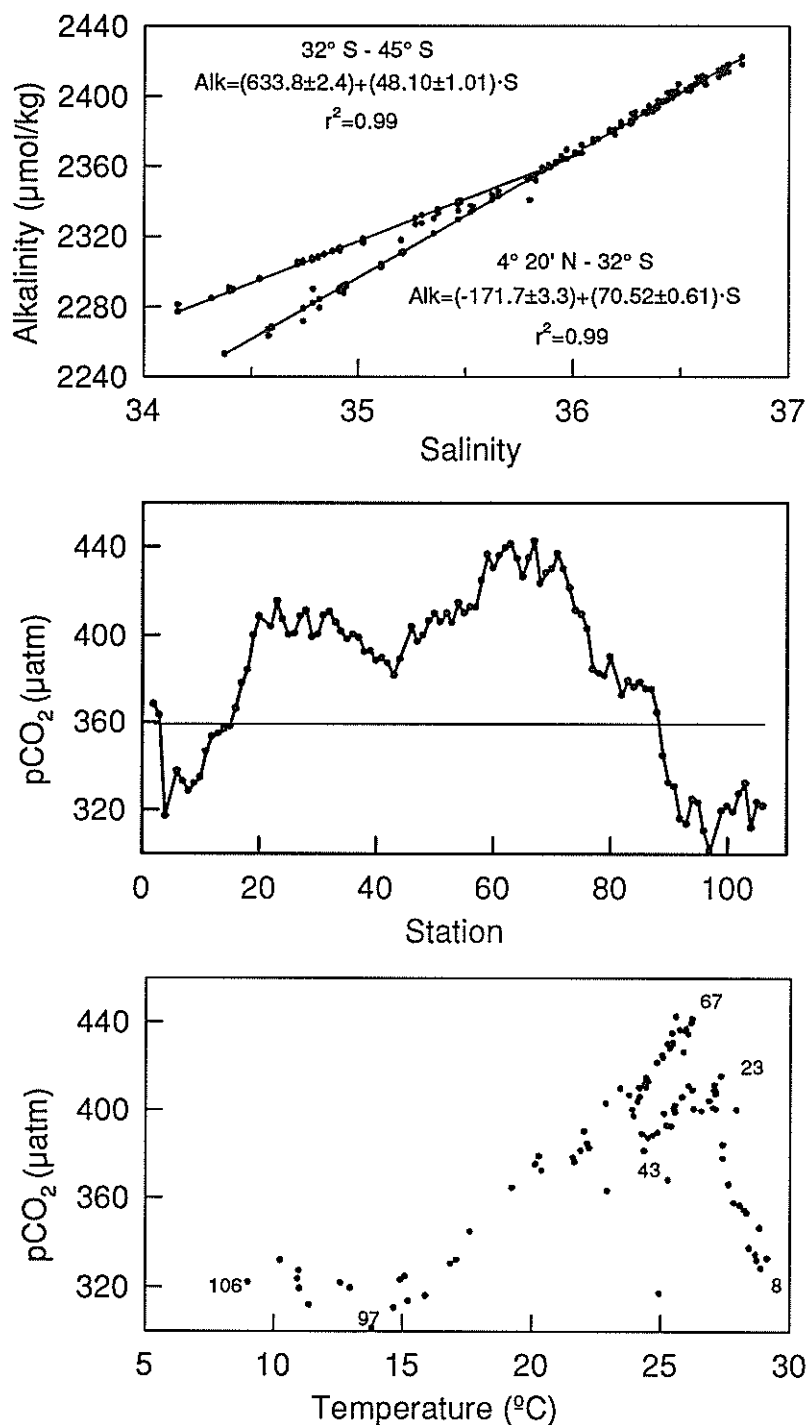 2440
2400
2360
2320
2280
2240
Alkalinity (µmol/kg)
32° S - 45° S
Alk=(633.8±2.4)+(48.10±1.01)·S
r²=0.99
4° 20' N - 32° S
Alk=(-171.7±3.3)+(70.52±0.61)·S
r²=0.99
34 35 36 37
Salinity
440
400
360
320
pCO₂ (µatm)
0 20 40 60 80 100
Station
440
400
360
320
pCO₂ (µatm)
67
23
43
106
97
8
5 10 15 20 25 30
Temperature (ºC)